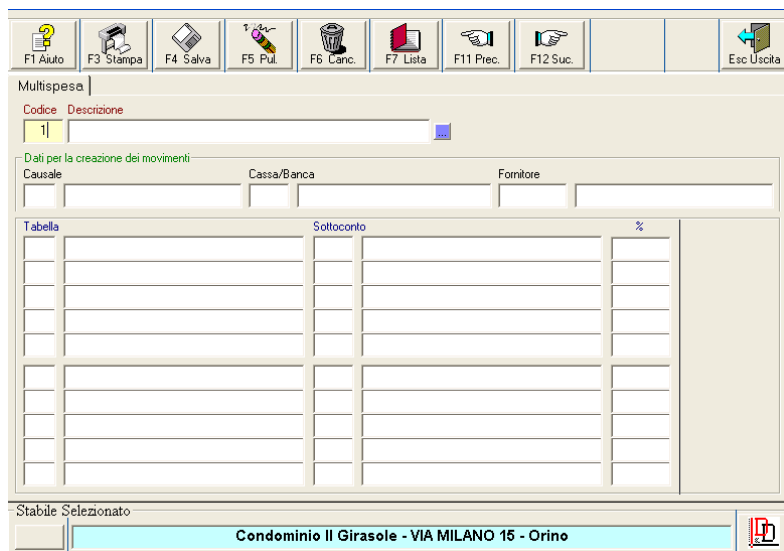 F1 Aiuto F3 Stampa F4 Salva F5 Pul. F6 Canc. F7 Lista F11 Prec. F12 Suc. Esc Uscita
Multispesa
Codice Descrizione
1 ...
Dati per la creazione dei movimenti
Causale Cassa/Banca Fornitore
Tabella Sottoconto %
Stabile Selezionato
Condominio Il Girasole - VIA MILANO 15 - Orino